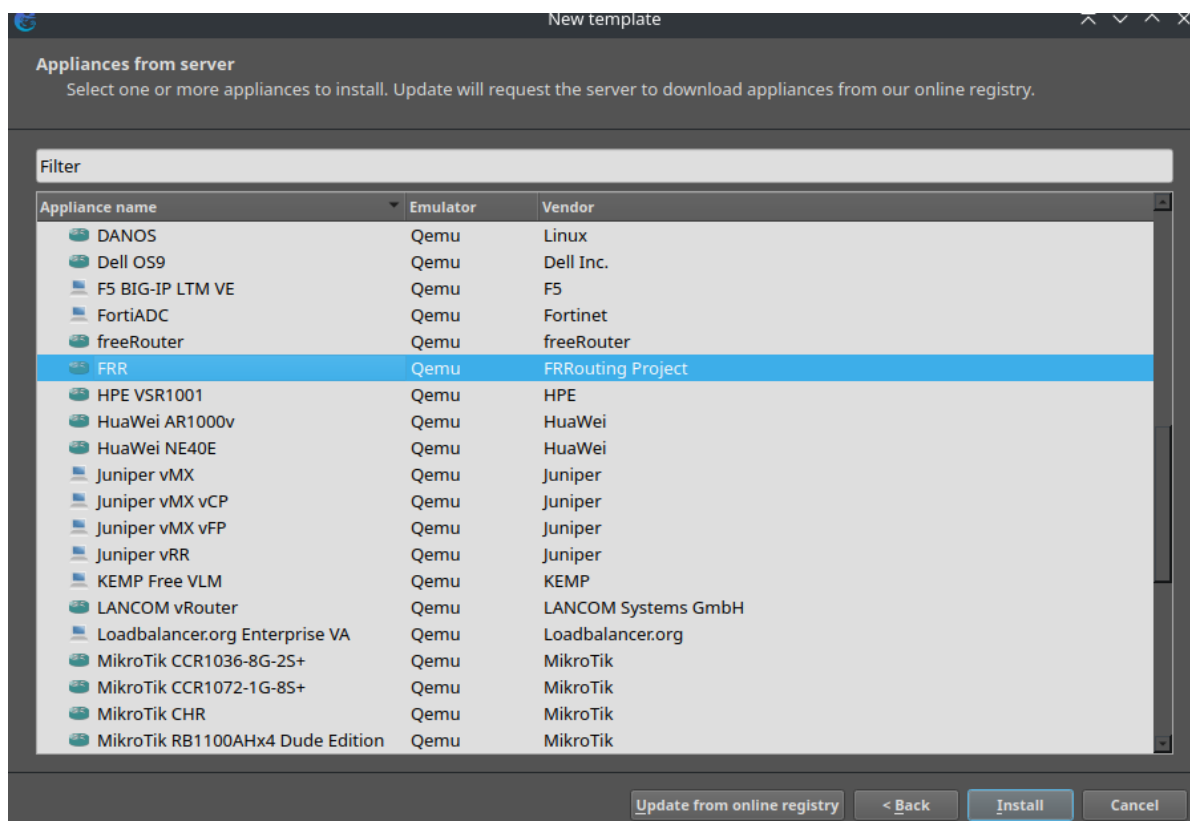 New template
Appliances from server
Select one or more appliances to install. Update will request the server to download appliances from our online registry.
Filter
Appliance name Emulator Vendor
DANOS Qemu Linux
Dell OS9 Qemu Dell Inc.
F5 BIG-IP LTM VE Qemu F5
FortiADC Qemu Fortinet
freeRouter Qemu freeRouter
FRR Qemu FRRouting Project
HPE VSR1001 Qemu HPE
HuaWei AR1000v Qemu HuaWei
HuaWei NE40E Qemu HuaWei
Juniper vMX Qemu Juniper
Juniper vMX vCP Qemu Juniper
Juniper vMX vFP Qemu Juniper
Juniper vRR Qemu Juniper
KEMP Free VLM Qemu KEMP
LANCOM vRouter Qemu LANCOM Systems GmbH
Loadbalancer.org Enterprise VA Qemu Loadbalancer.org
MikroTik CCR1036-8G-2S+ Qemu MikroTik
MikroTik CCR1072-1G-8S+ Qemu MikroTik
MikroTik CHR Qemu MikroTik
MikroTik RB1100AHx4 Dude Edition Qemu MikroTik
Update from online registry < Back Install Cancel